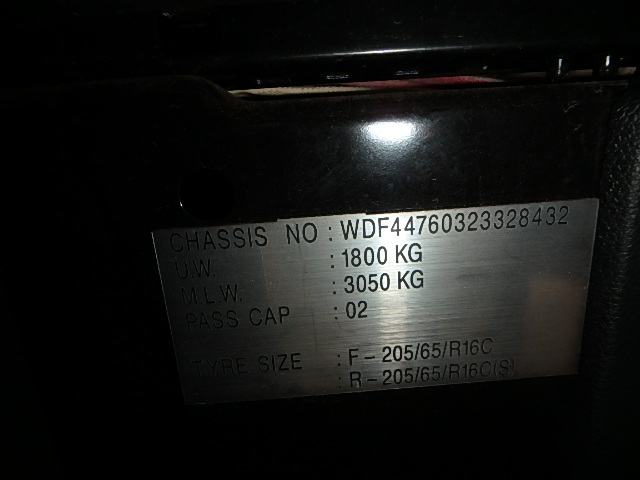 CHASSIS NO : WDF44760323328432
U.W. : 1800 KG
M.L.W. : 3050 KG
PASS CAP : 02
TYRE SIZE : F - 205/65/R16C
: R - 205/65/R16C(S)